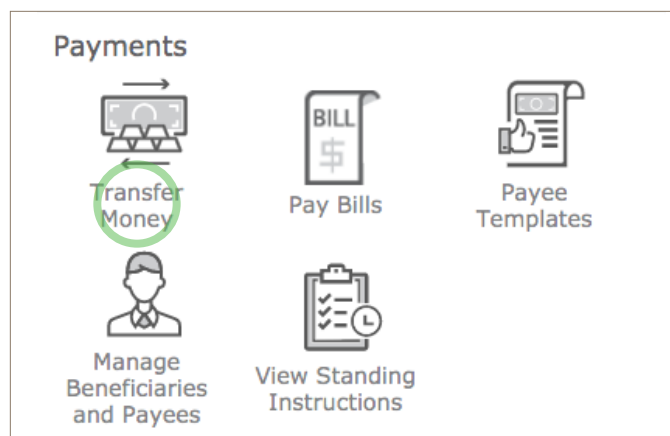 Payments
BILL
$
Transfer
Money
Pay Bills
Payee
Templates
Manage
Beneficiaries
and Payees
View Standing
Instructions